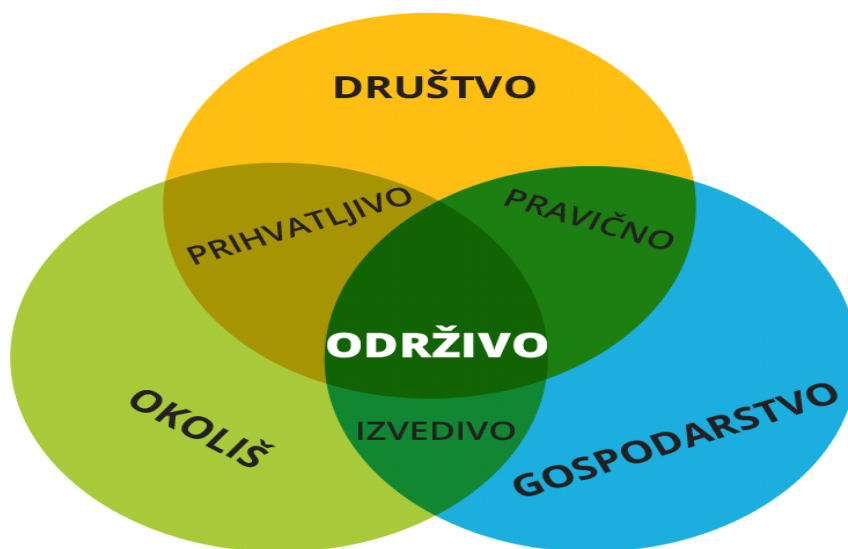 DRUŠTVO
PRIHVATLJIVO
PRAVIČNO
ODRŽIVO
OKOLIŠ
IZVEDIVO
GOSPODARSTVO